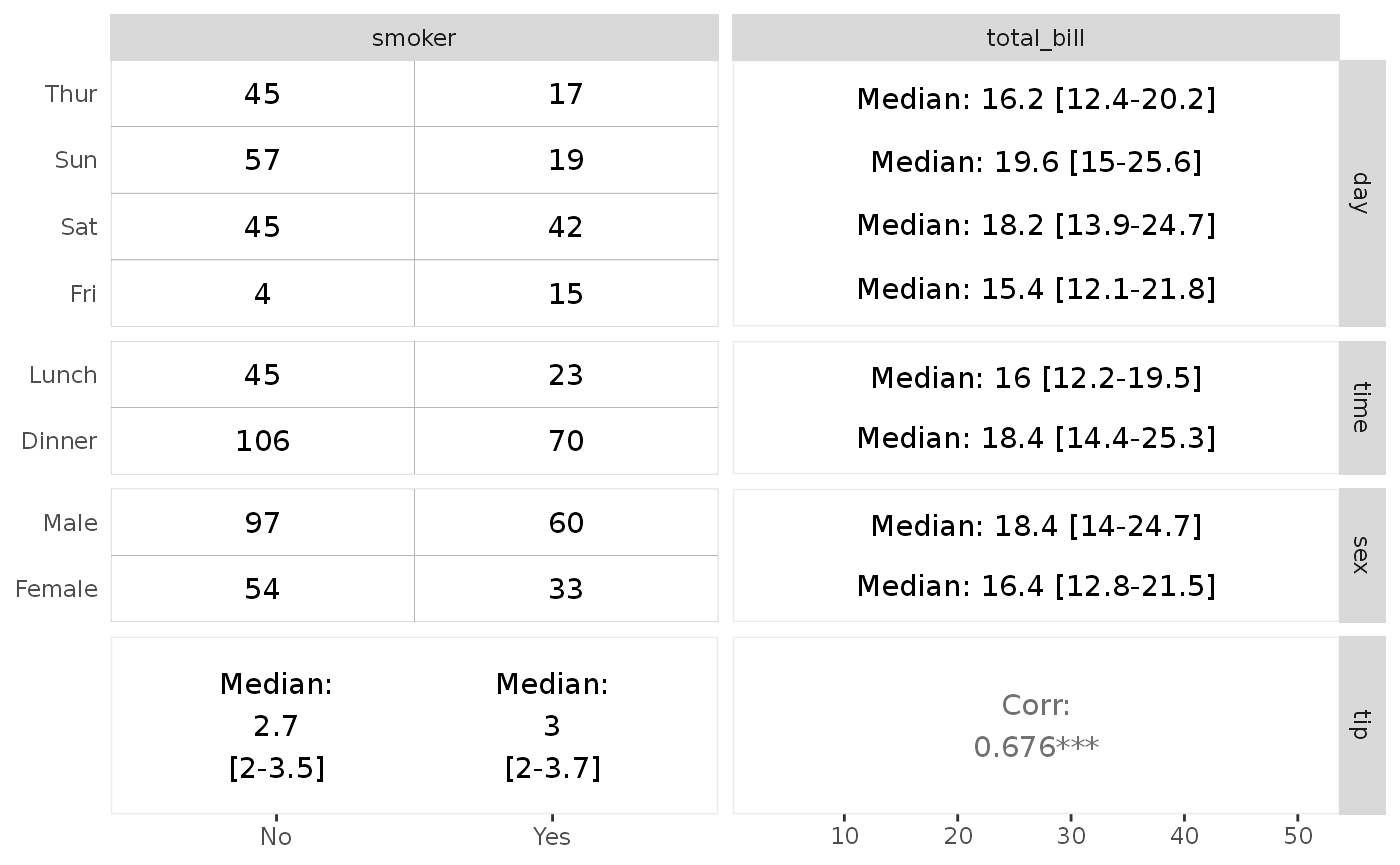 smoker total_bill
Thur 45 17 Median: 16.2 [12.4-20.2]
Sun 57 19 Median: 19.6 [15-25.6]
Sat 45 42 Median: 18.2 [13.9-24.7]
Fri 4 15 Median: 15.4 [12.1-21.8]
day
Lunch 45 23 Median: 16 [12.2-19.5]
Dinner 106 70 Median: 18.4 [14.4-25.3]
time
Male 97 60 Median: 18.4 [14-24.7]
Female 54 33 Median: 16.4 [12.8-21.5]
sex
Median: Median: Corr:
2.7 3 0.676***
[2-3.5] [2-3.7]
tip
No Yes 10 20 30 40 50